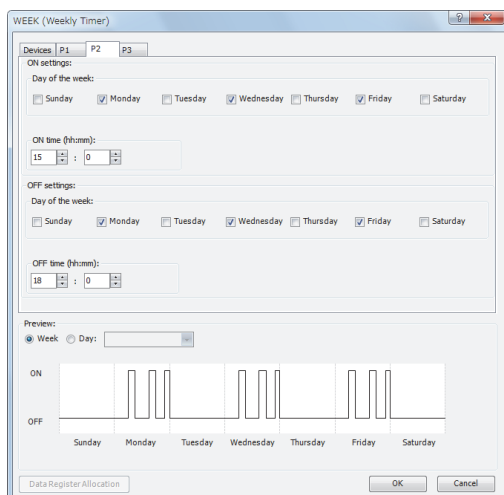 WEEK (Weekly Timer)
Devices P1 P2 P3
ON settings:
Day of the week:
Sunday Monday Tuesday Wednesday Thursday Friday Saturday
ON time (hh:mm):
15 : 0
OFF settings:
Day of the week:
Sunday Monday Tuesday Wednesday Thursday Friday Saturday
OFF time (hh:mm):
18 : 0
Preview:
Week Day:
ON
OFF
Sunday Monday Tuesday Wednesday Thursday Friday Saturday
Data Register Allocation OK Cancel